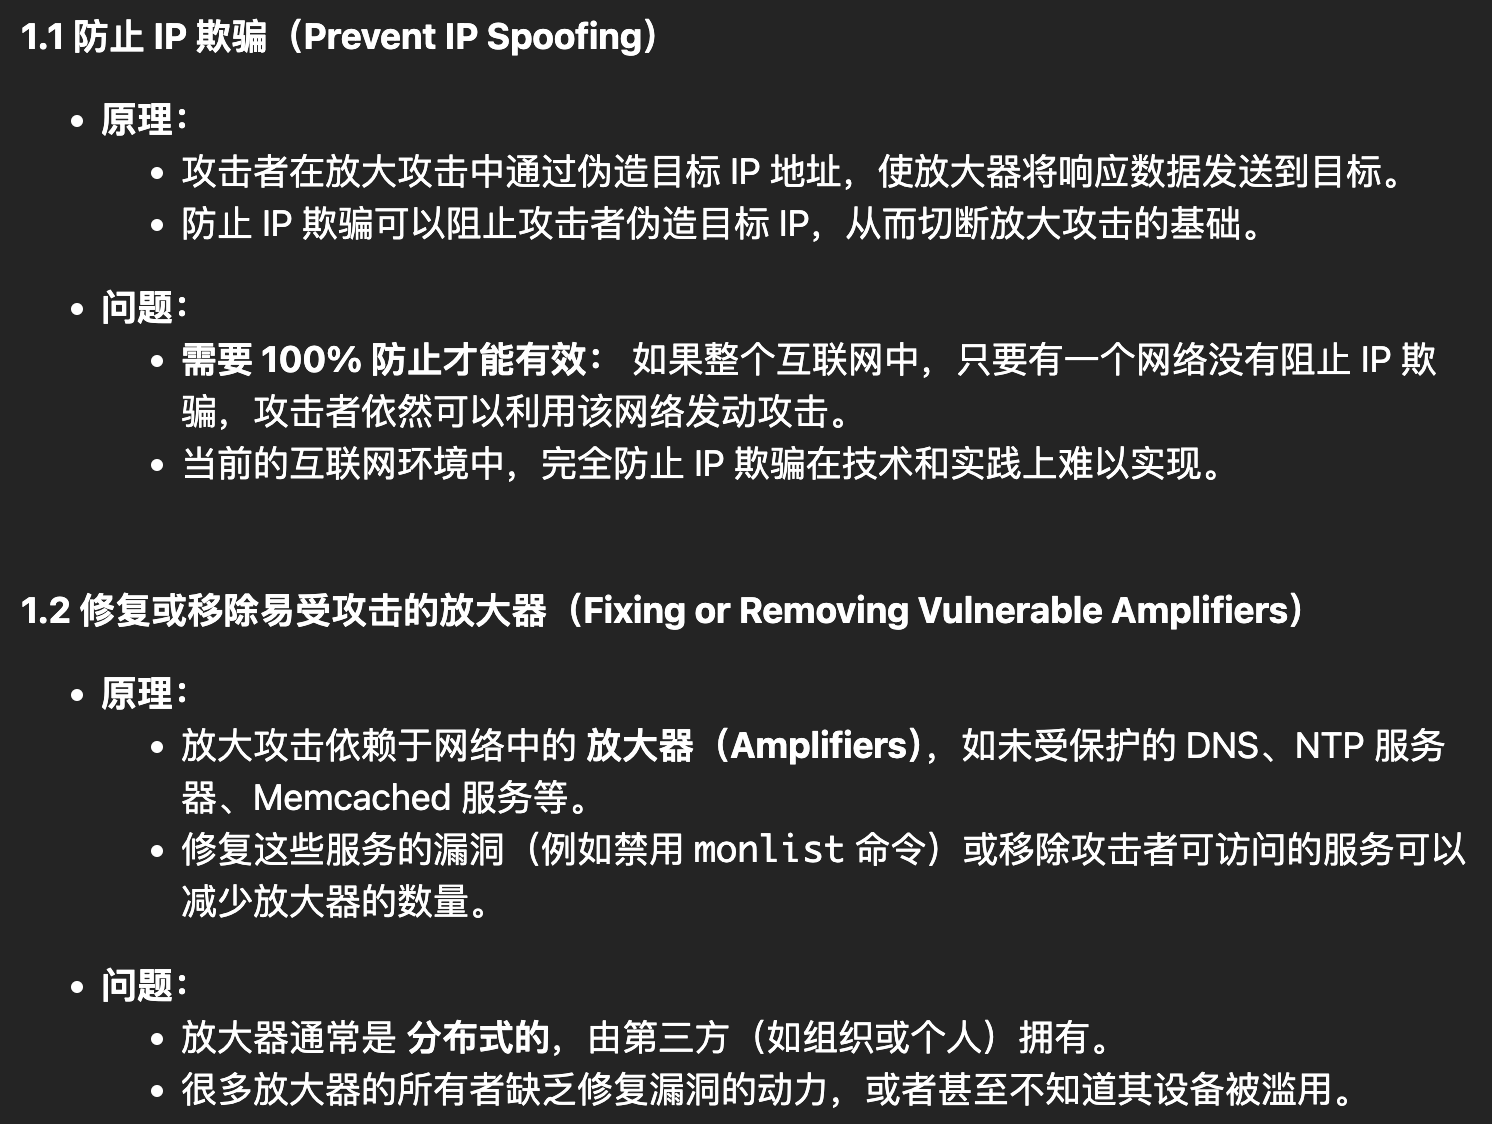 1.1 防止 IP 欺骗（Prevent IP Spoofing）
• 原理：
• 攻击者在放大攻击中通过伪造目标 IP 地址，使放大器将响应数据发送到目标。
• 防止 IP 欺骗可以阻止攻击者伪造目标 IP，从而切断放大攻击的基础。
• 问题：
• 需要 100% 防止才能有效： 如果整个互联网中，只要有一个网络没有阻止 IP 欺
骗，攻击者依然可以利用该网络发动攻击。
• 当前的互联网环境中，完全防止 IP 欺骗在技术和实践上难以实现。
1.2 修复或移除易受攻击的放大器（Fixing or Removing Vulnerable Amplifiers）
• 原理：
• 放大攻击依赖于网络中的 放大器（Amplifiers），如未受保护的 DNS、NTP 服务
器、Memcached 服务等。
• 修复这些服务的漏洞（例如禁用 monlist 命令）或移除攻击者可访问的服务可以
减少放大器的数量。
• 问题：
• 放大器通常是 分布式的，由第三方（如组织或个人）拥有。
• 很多放大器的所有者缺乏修复漏洞的动力，或者甚至不知道其设备被滥用。